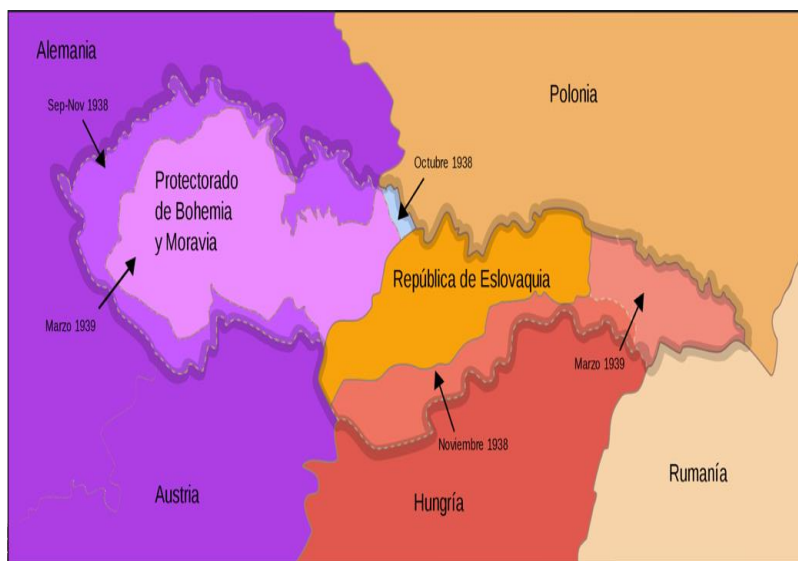 Alemania
Sep-Nov 1938
Polonia
Octubre 1938
Protectorado
de Bohemia
y Moravia
República de Eslovaquia
Marzo 1939
Marzo 1939
Noviembre 1938
Austria
Hungría
Rumanía